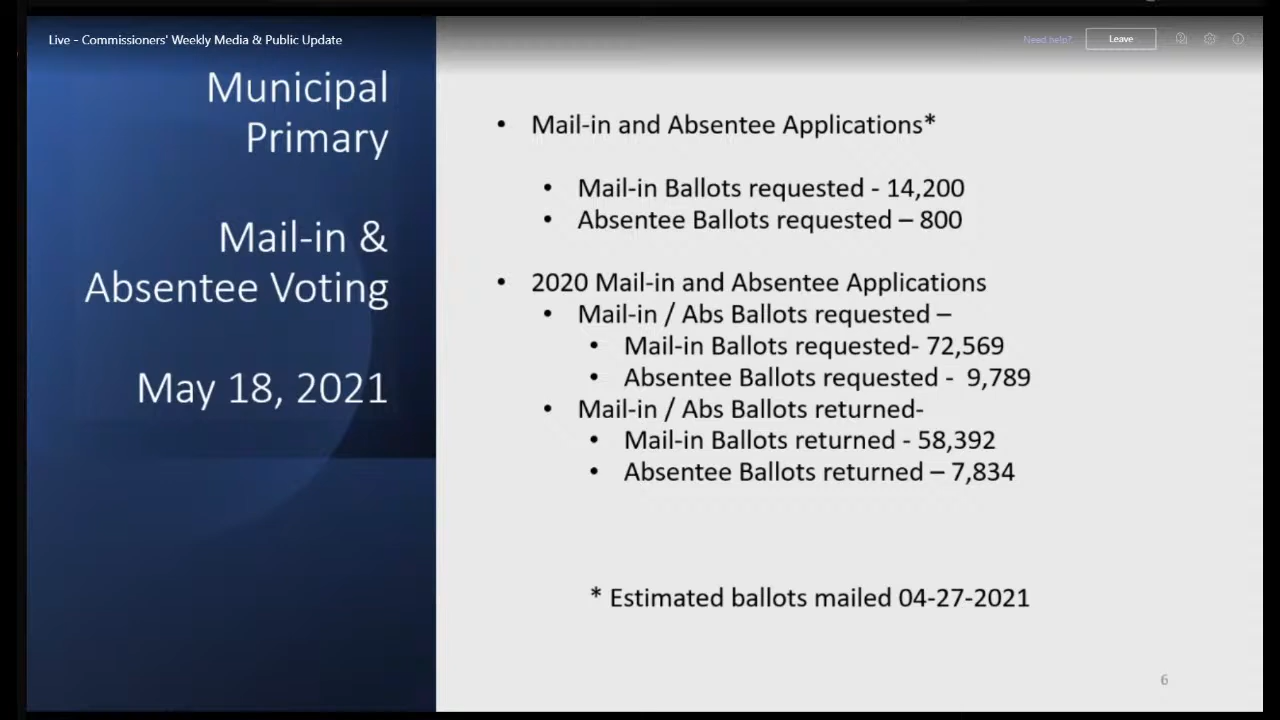 Live - Commissioners' Weekly Media & Public Update
Need help?
Leave
Municipal
Primary
Mail-in &
Absentee Voting
May 18, 2021
• Mail-in and Absentee Applications*
• Mail-in Ballots requested - 14,200
• Absentee Ballots requested – 800
• 2020 Mail-in and Absentee Applications
• Mail-in / Abs Ballots requested –
• Mail-in Ballots requested- 72,569
• Absentee Ballots requested - 9,789
• Mail-in / Abs Ballots returned-
• Mail-in Ballots returned - 58,392
• Absentee Ballots returned – 7,834
* Estimated ballots mailed 04-27-2021
6